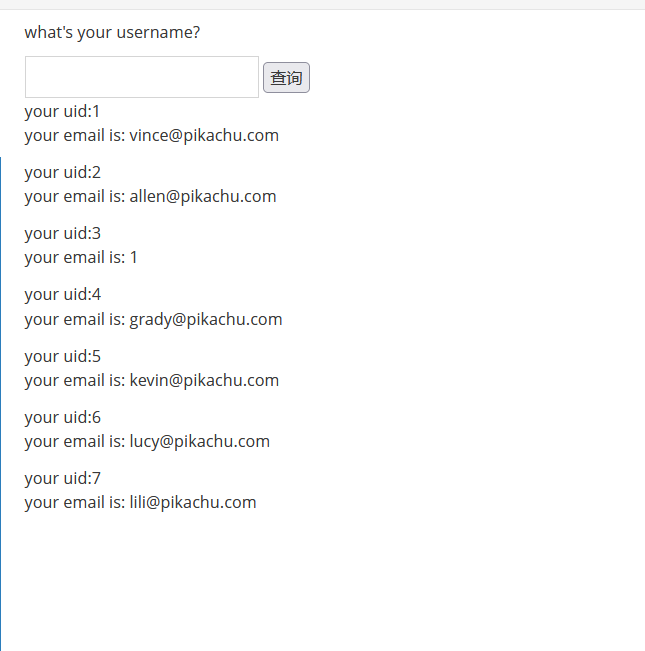 what's your username?
查询
your uid:1
your email is: vince@pikachu.com
your uid:2
your email is: allen@pikachu.com
your uid:3
your email is: 1
your uid:4
your email is: grady@pikachu.com
your uid:5
your email is: kevin@pikachu.com
your uid:6
your email is: lucy@pikachu.com
your uid:7
your email is: lili@pikachu.com